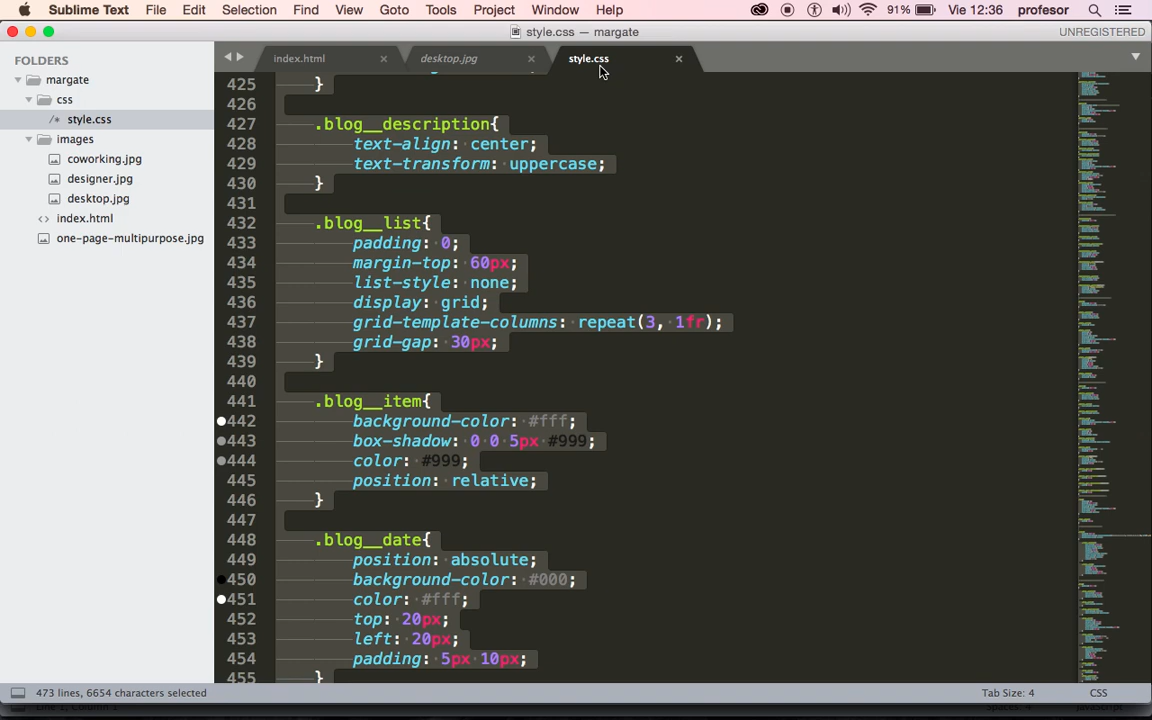 Sublime Text File Edit Selection Find View Goto Tools Project Window Help 91% Vie 12:36 profesor
style.css — margate UNREGISTERED
FOLDERS
margate
css
/* style.css
images
coworking.jpg
designer.jpg
desktop.jpg
<> index.html
one-page-multipurpose.jpg
index.html × desktop.jpg × style.css ×
425 }
426
427 .blog__description{
428 text-align: center;
429 text-transform: uppercase;
430 }
431
432 .blog__list{
433 padding: 0;
434 margin-top: 60px;
435 list-style: none;
436 display: grid;
437 grid-template-columns: repeat(3, 1fr);
438 grid-gap: 30px;
439 }
440
441 .blog__item{
442 background-color: #fff;
443 box-shadow: 0 0 5px #999;
444 color: #999;
445 position: relative;
446 }
447
448 .blog__date{
449 position: absolute;
450 background-color: #000;
451 color: #fff;
452 top: 20px;
453 left: 20px;
454 padding: 5px 10px;
455 }
473 lines, 6654 characters selected Tab Size: 4 CSS